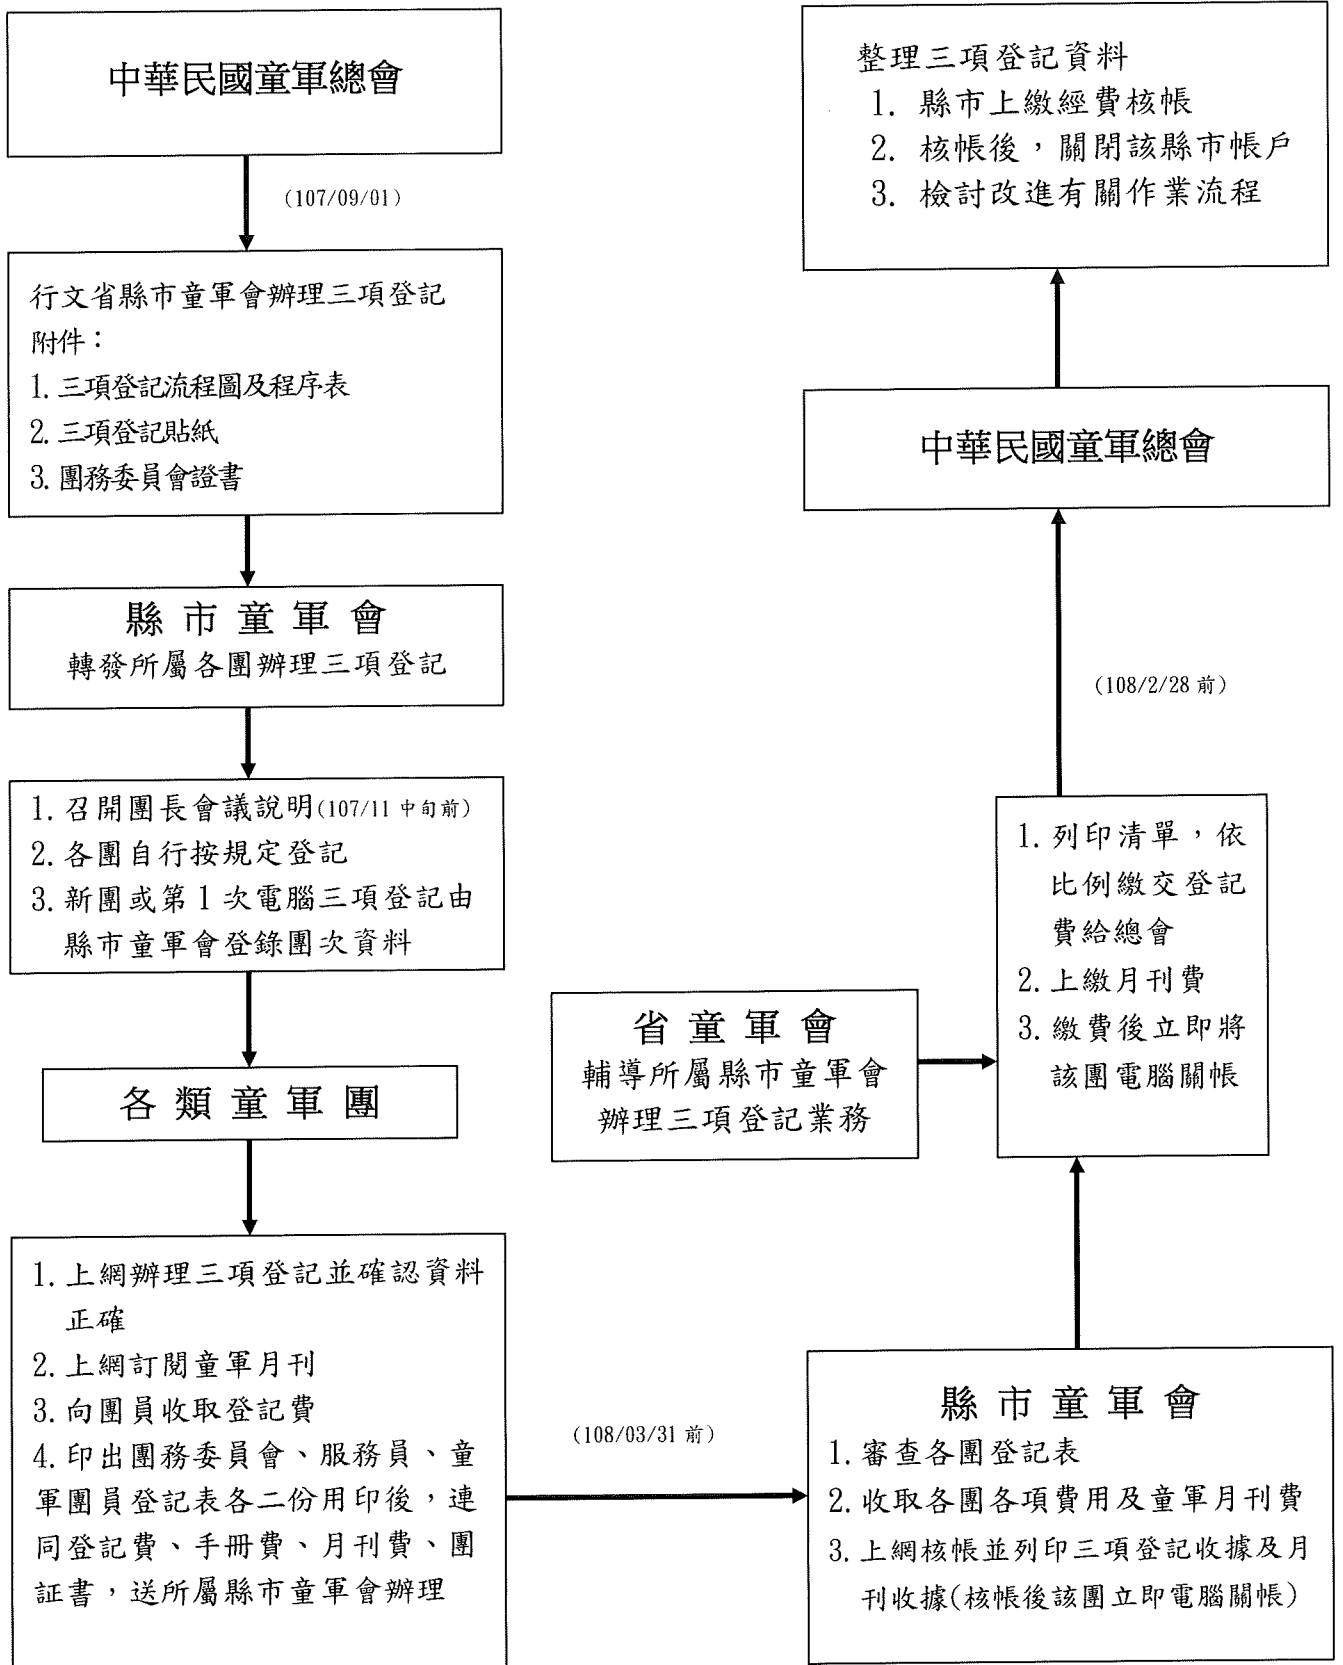 中華民國童軍總會
(107/09/01)
行文省縣市童軍會辦理三項登記
附件：
1. 三項登記流程圖及程序表
2. 三項登記貼紙
3. 團務委員會證書
縣市童軍會
轉發所屬各團辦理三項登記
1. 召開團長會議說明(107/11 中旬前)
2. 各團自行按規定登記
3. 新團或第 1 次電腦三項登記由
縣市童軍會登錄團次資料
各類童軍團
1. 上網辦理三項登記並確認資料
正確
2. 上網訂閱童軍月刊
3. 向團員收取登記費
4. 印出團務委員會、服務員、童
軍團員登記表各二份用印後，連
同登記費、手冊費、月刊費、團
証書，送所屬縣市童軍會辦理
(108/03/31 前)
縣市童軍會
1. 審查各團登記表
2. 收取各團各項費用及童軍月刊費
3. 上網核帳並列印三項登記收據及月
刊收據(核帳後該團立即電腦關帳)
省童軍會
輔導所屬縣市童軍會
辦理三項登記業務
1. 列印清單，依
比例繳交登記
費給總會
2. 上繳月刊費
3. 繳費後立即將
該團電腦關帳
(108/2/28 前)
中華民國童軍總會
整理三項登記資料
1. 縣市上繳經費核帳
2. 核帳後，關閉該縣市帳戶
3. 檢討改進有關作業流程